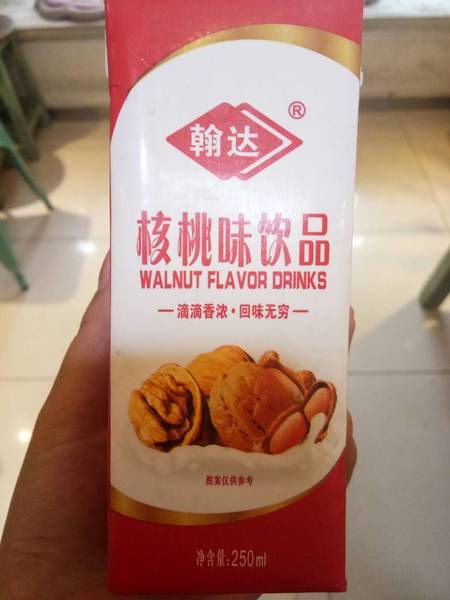 翰达
®
核桃味饮品
WALNUT FLAVOR DRINKS
滴滴香浓·回味无穷
图案仅供参考
净含量:250ml